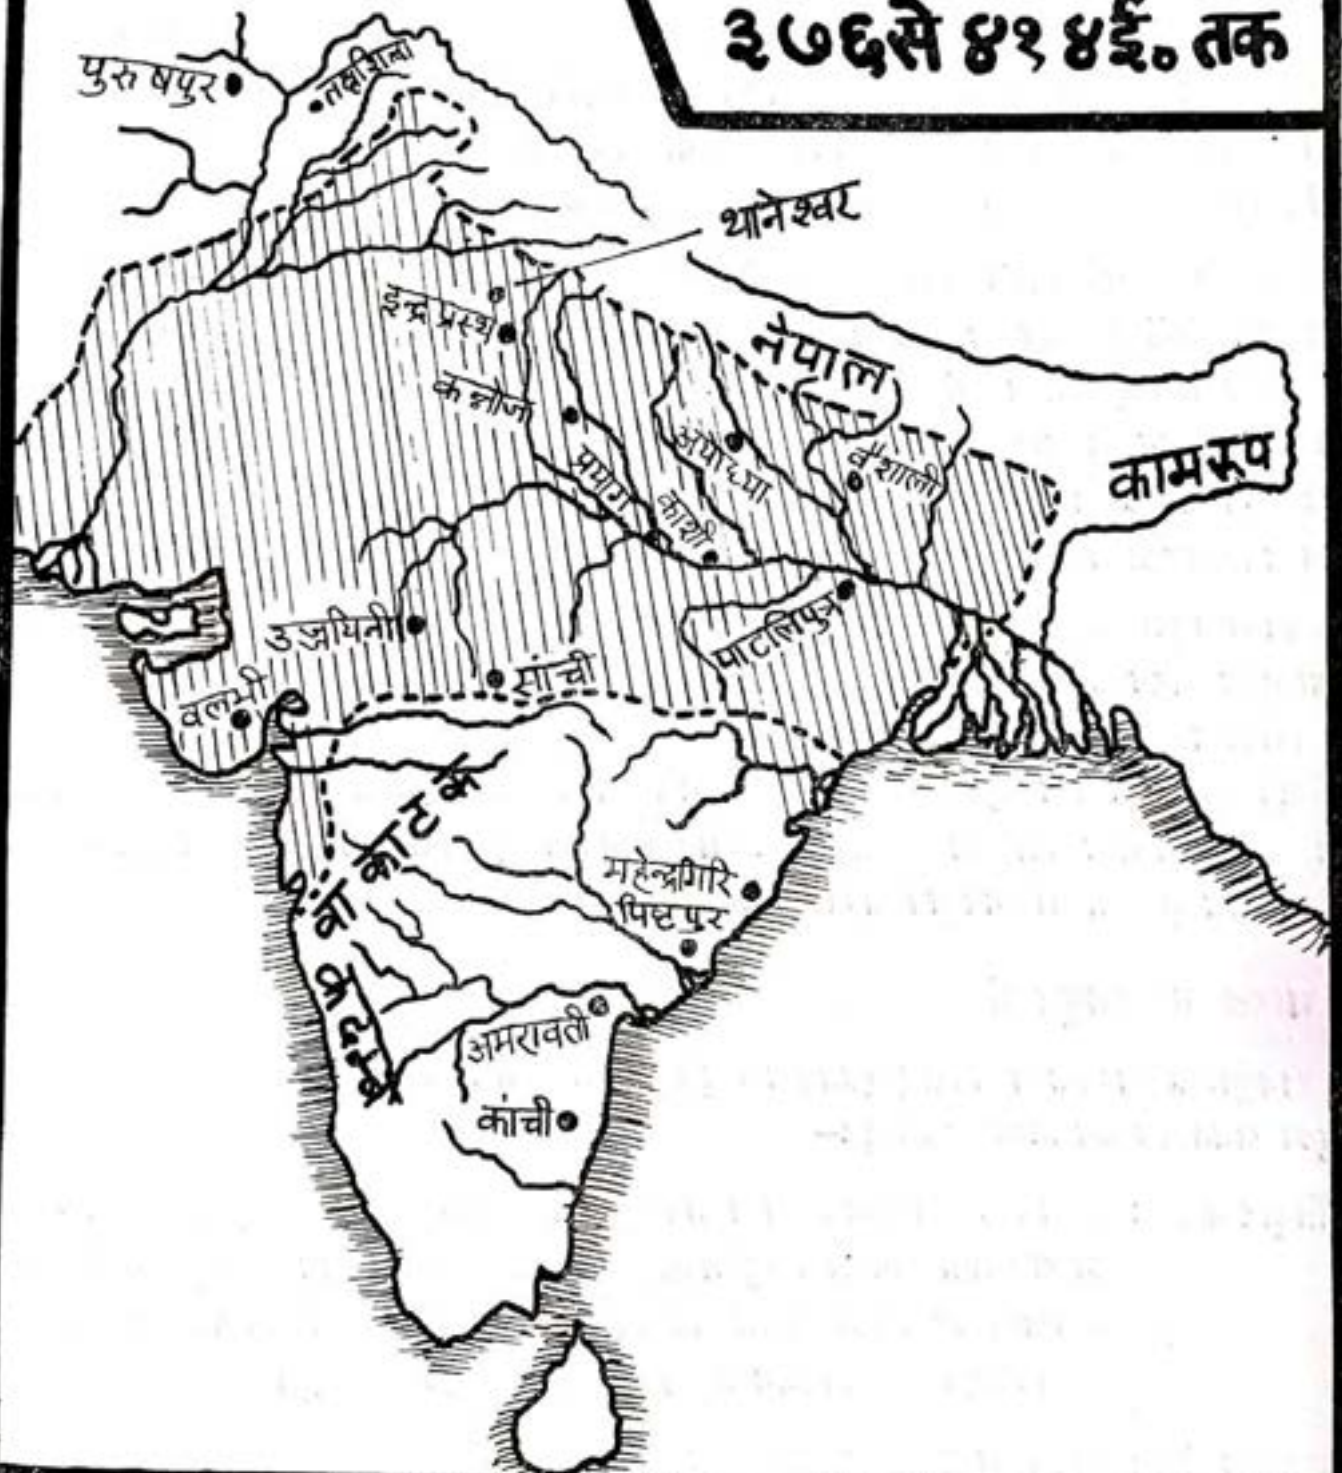 ३७६से ४१४ई. तक
पुरुषपुर
तक्षशिला
थानेश्वर
इन्द्रप्रस्थ
नेपाल
कन्नौज
अयोध्या
वैशाली
कामरूप
प्रयाग
काशी
उज्जयिनी
पाटलिपुत्र
सांची
वलभी
वाकाटक
महेन्द्रगिरि
पिष्टपुर
अमरावती
कांची